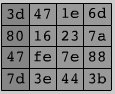 3d 47 1e 6d
80 16 23 7a
47 fe 7e 88
7d 3e 44 3b